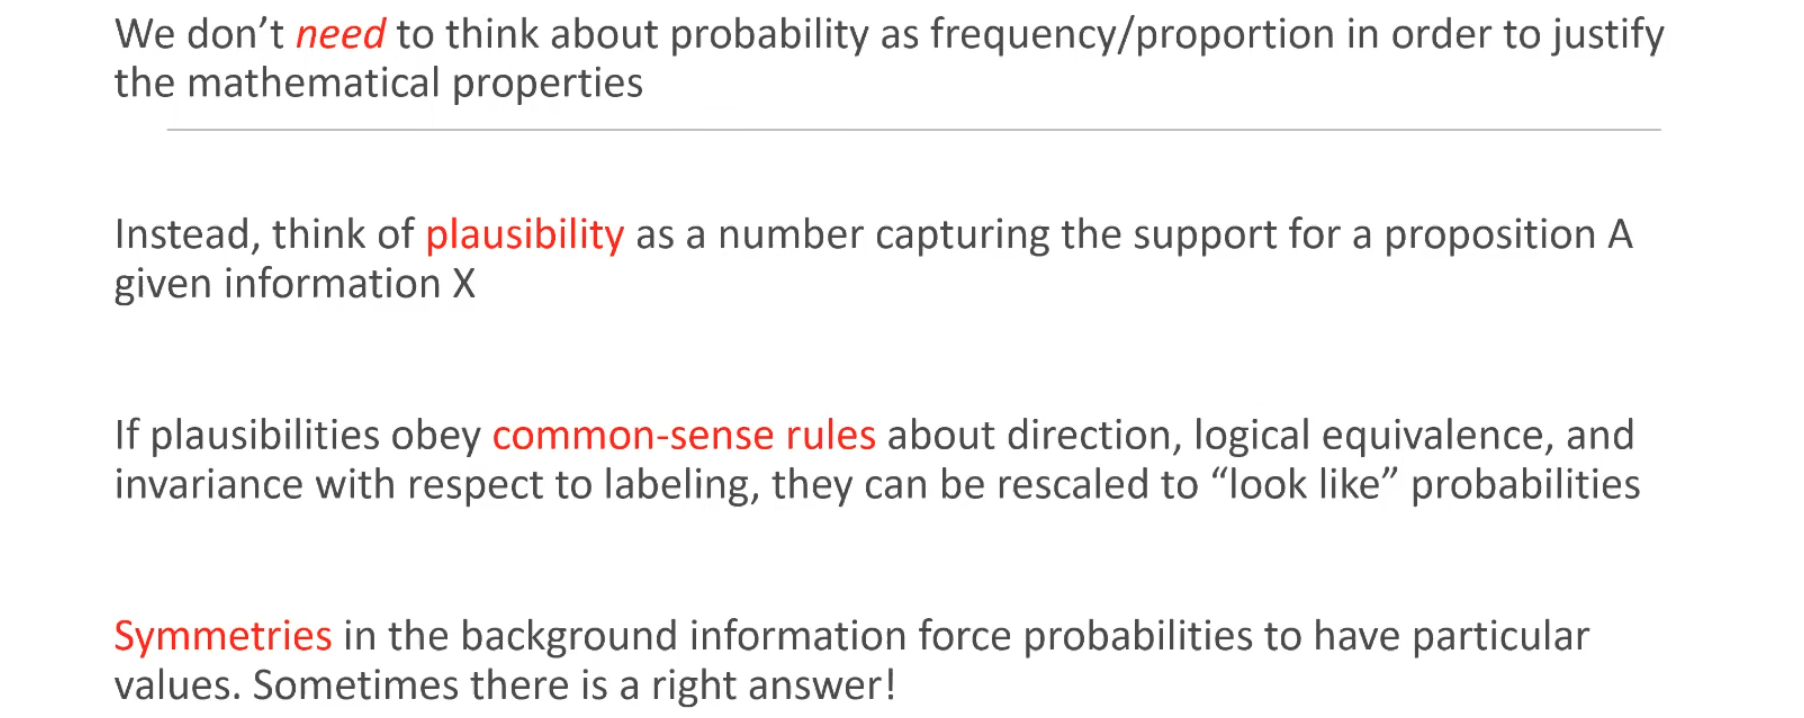 We don’t need to think about probability as frequency/proportion in order to justify
the mathematical properties
Instead, think of plausibility as a number capturing the support for a proposition A
given information X
If plausibilities obey common-sense rules about direction, logical equivalence, and
invariance with respect to labeling, they can be rescaled to “look like” probabilities
Symmetries in the background information force probabilities to have particular
values. Sometimes there is a right answer!